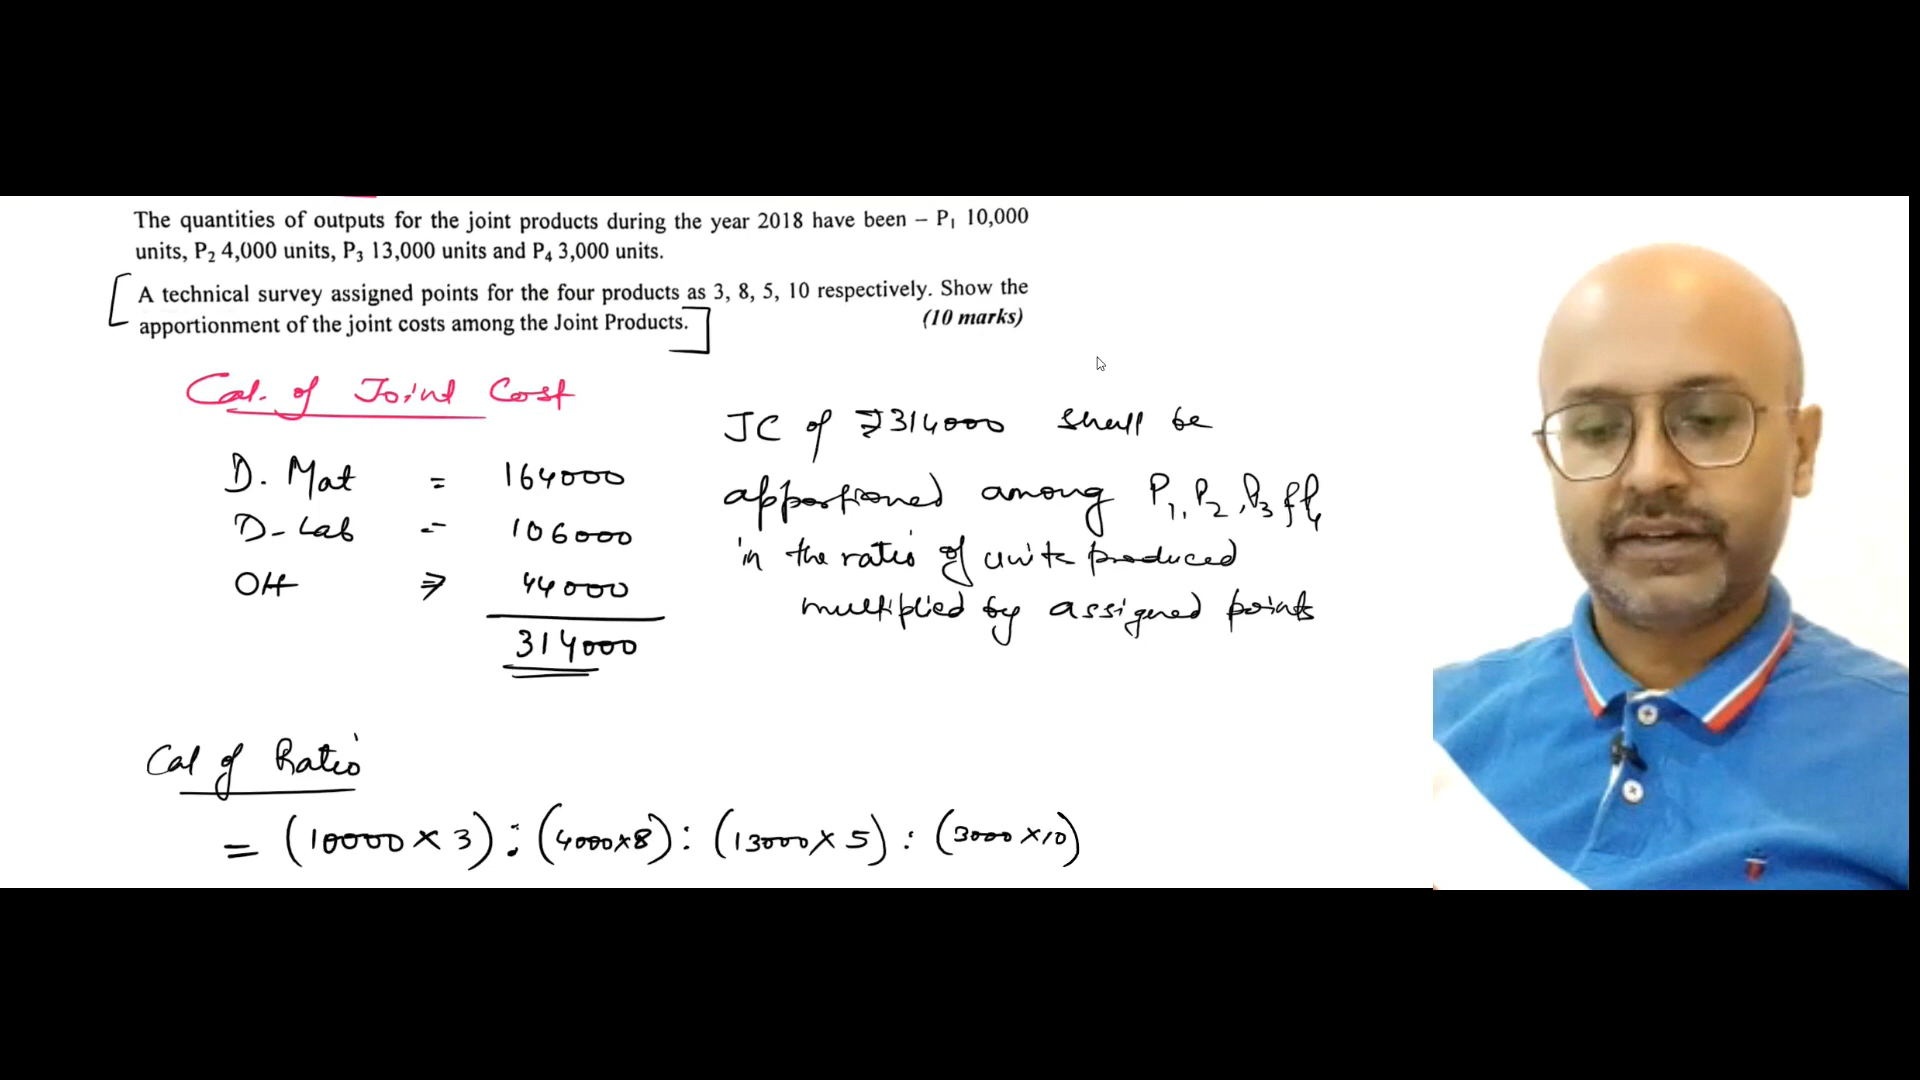 The quantities of outputs for the joint products during the year 2018 have been – P₁ 10,000
units, P₂ 4,000 units, P₃ 13,000 units and P₄ 3,000 units.
A technical survey assigned points for the four products as 3, 8, 5, 10 respectively. Show the
apportionment of the joint costs among the Joint Products. (10 marks)
Cal. of Joint Cost
D. Mat = 164000
D-Lab = 106000
OH ⇒ 44000
314000
JC of ₹314000 shall be
apportioned among P₁, P₂, P₃ & P₄
in the ratio of units produced
multiplied by assigned points
Cal of Ratio
= (10000 × 3) : (4000×8) : (13000 × 5) : (3000 ×10)